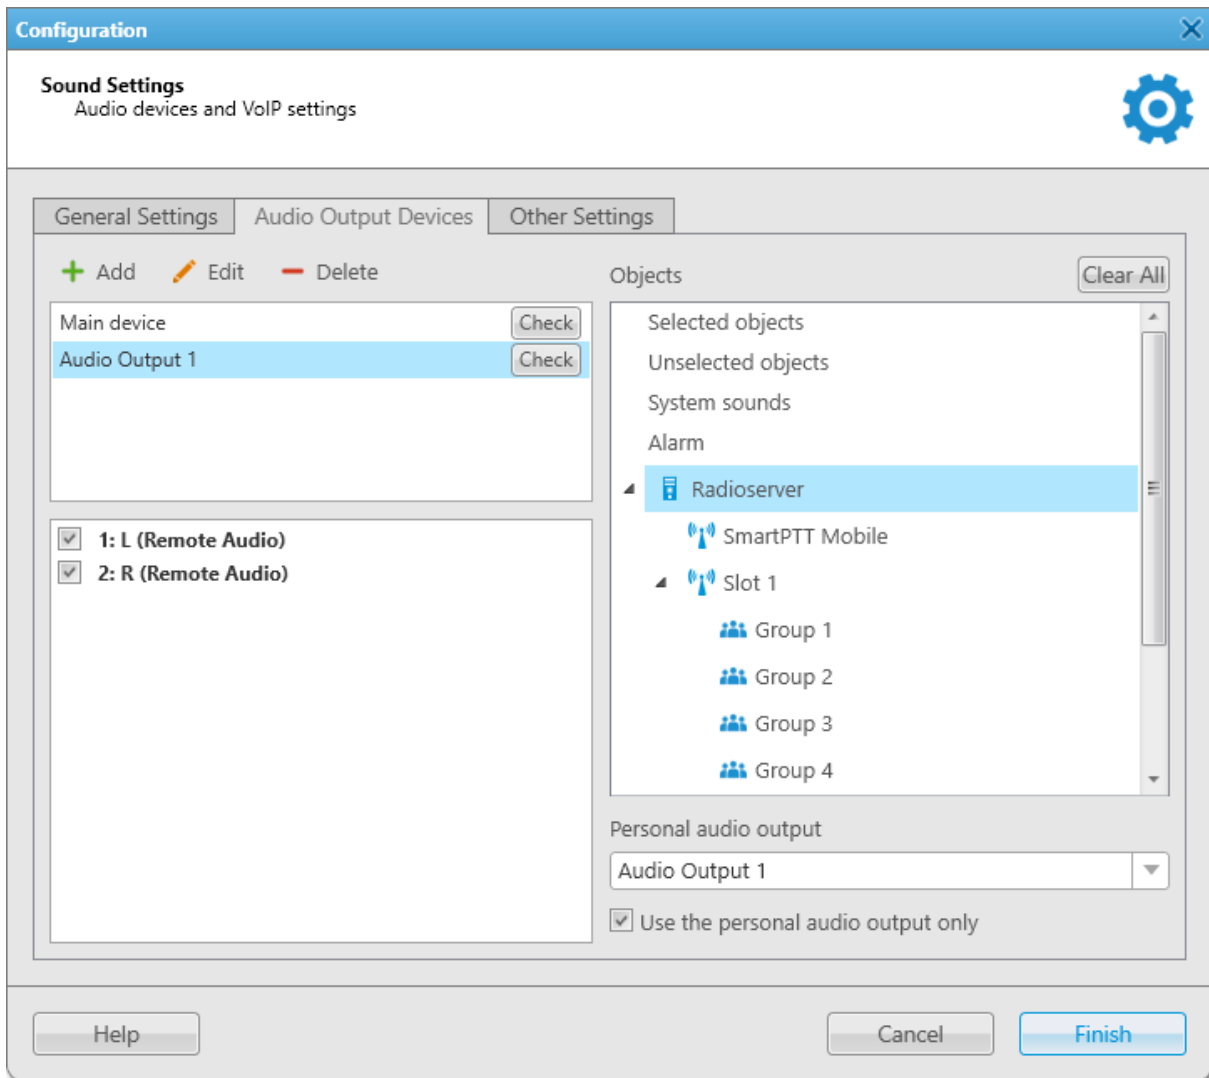 Configuration
Sound Settings
Audio devices and VoIP settings
General Settings
Audio Output Devices
Other Settings
Add
Edit
Delete
Main device
Check
Audio Output 1
Check
1: L (Remote Audio)
2: R (Remote Audio)
Objects
Clear All
Selected objects
Unselected objects
System sounds
Alarm
Radioserver
SmartPTT Mobile
Slot 1
Group 1
Group 2
Group 3
Group 4
Personal audio output
Audio Output 1
Use the personal audio output only
Help
Cancel
Finish